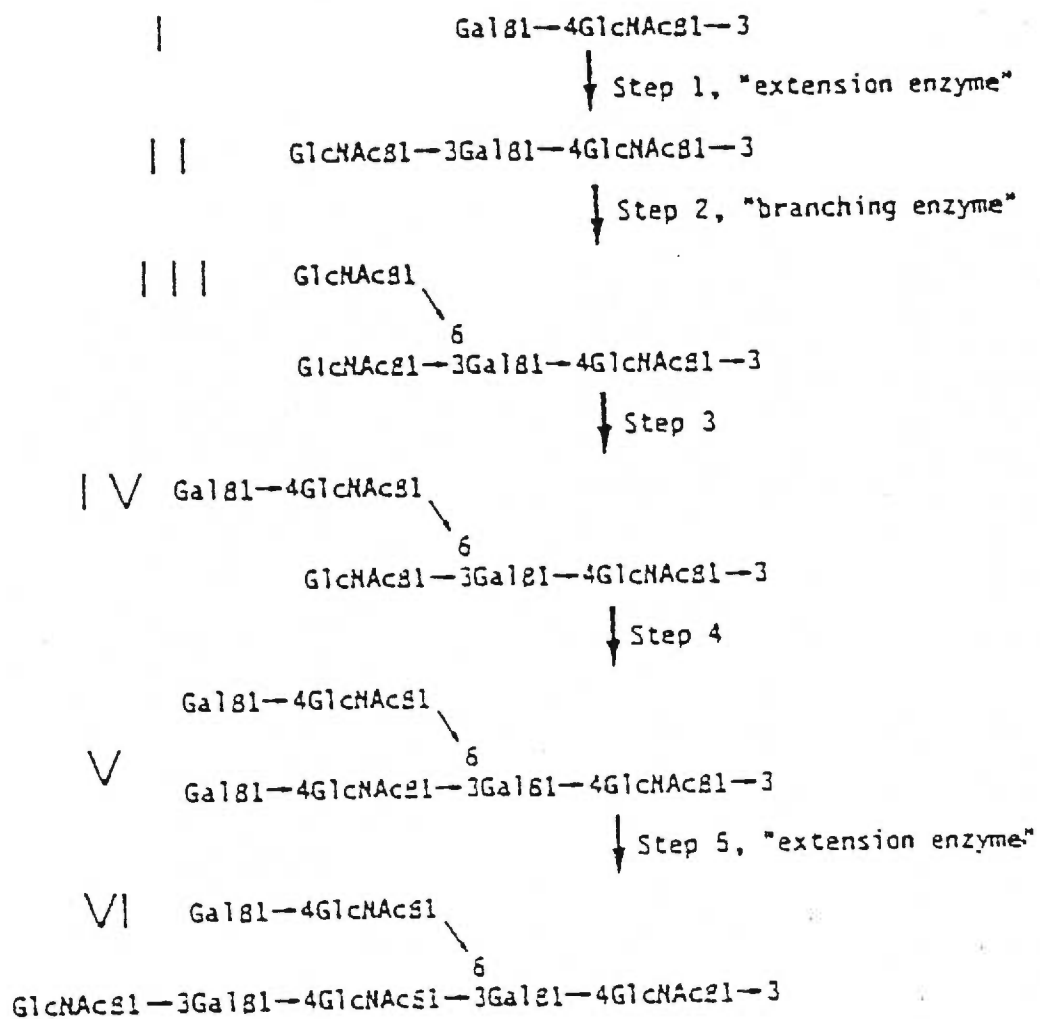 I Galβ1→4GlcNAcβ1→3
Step 1, "extension enzyme"
II GlcNAcβ1→3Galβ1→4GlcNAcβ1→3
Step 2, "branching enzyme"
III GlcNAcβ1
6
GlcNAcβ1→3Galβ1→4GlcNAcβ1→3
Step 3
IV Galβ1→4GlcNAcβ1
6
GlcNAcβ1→3Galβ1→4GlcNAcβ1→3
Step 4
Galβ1→4GlcNAcβ1
6
V Galβ1→4GlcNAcβ1→3Galβ1→4GlcNAcβ1→3
Step 5, "extension enzyme"
VI Galβ1→4GlcNAcβ1
6
GlcNAcβ1→3Galβ1→4GlcNAcβ1→3Galβ1→4GlcNAcβ1→3